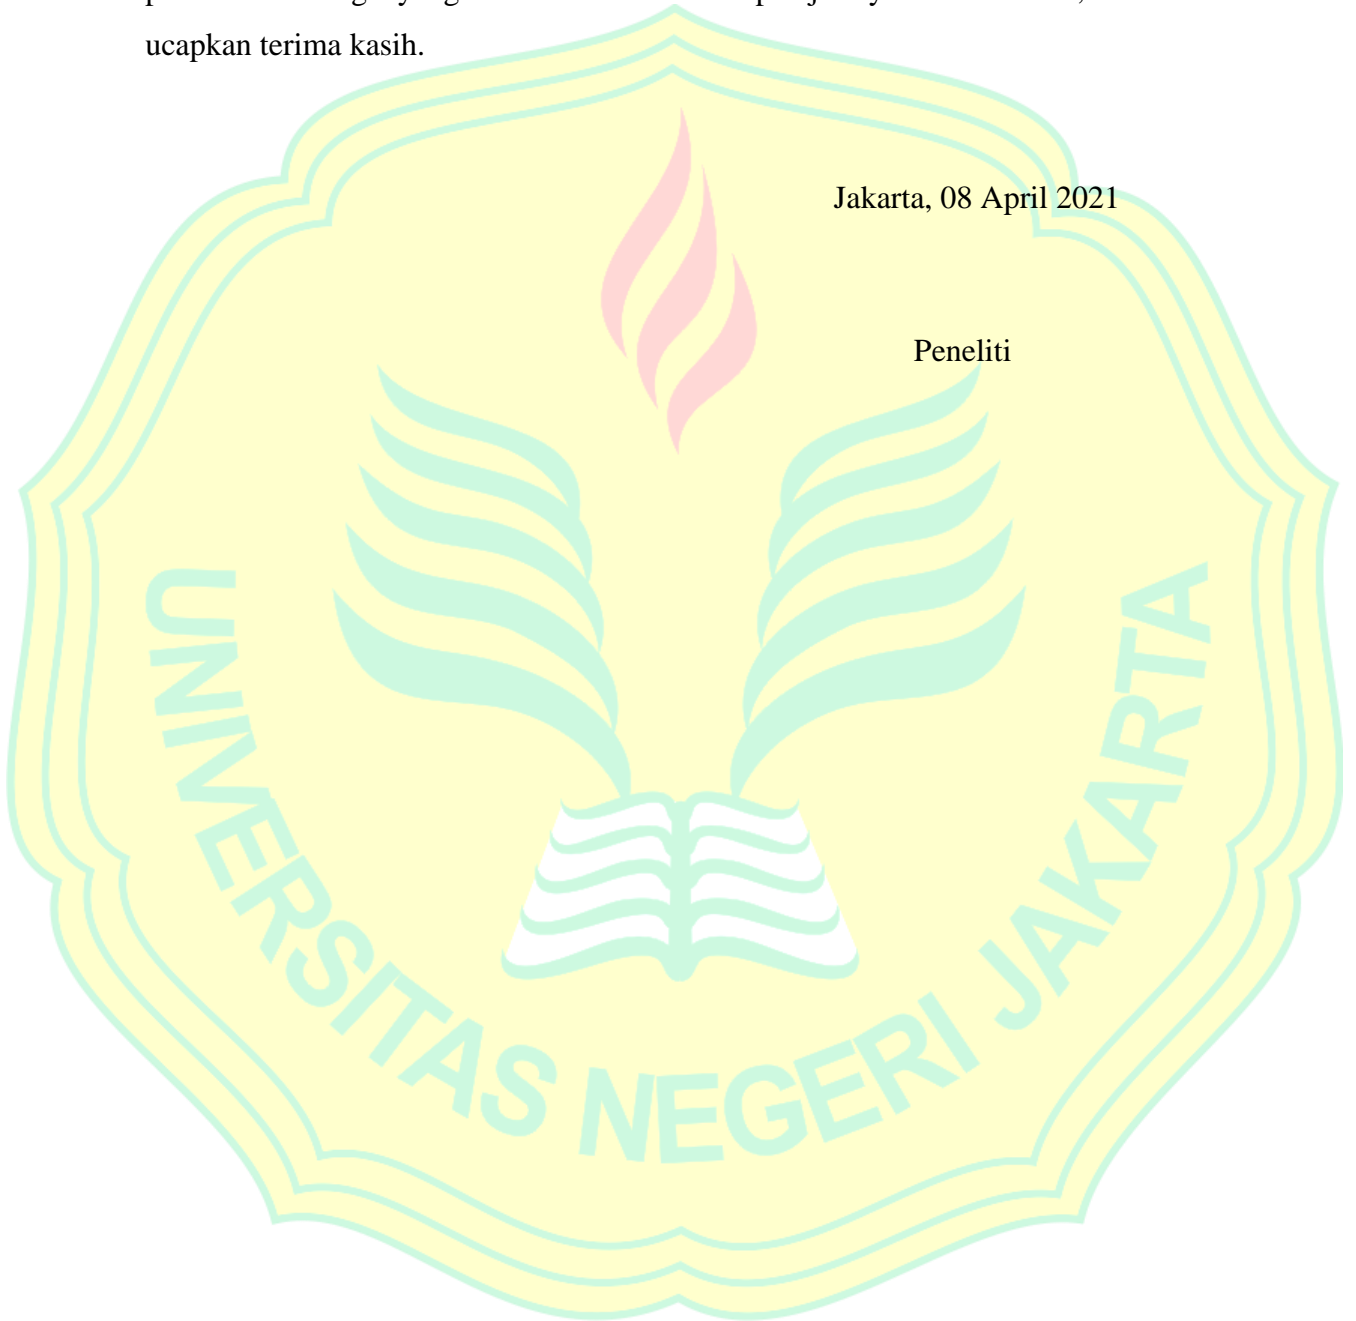 ucapkan terima kasih.
Jakarta, 08 April 2021
Peneliti
UNIVERSITAS NEGERI JAKARTA